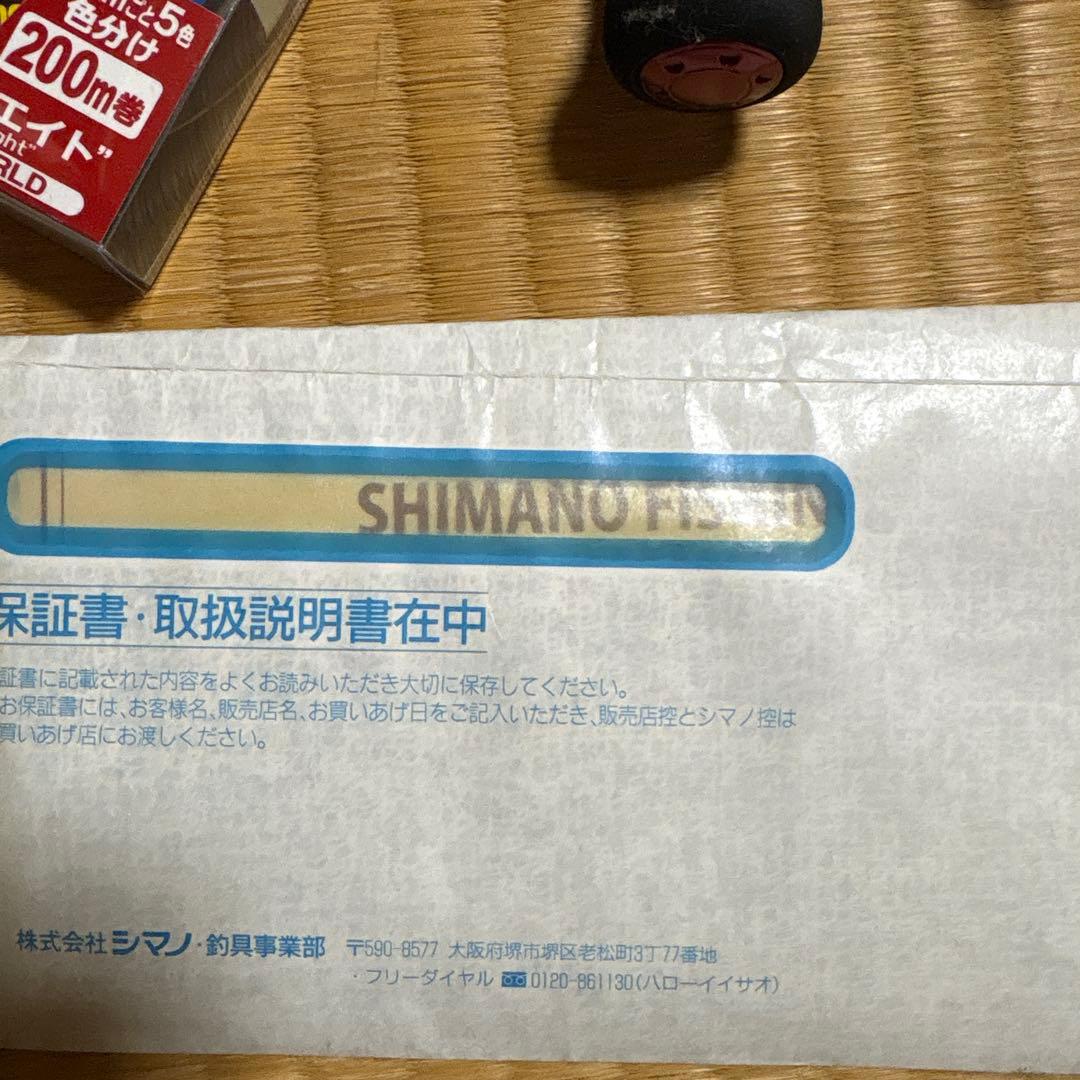 ごと5色
色分け
200m巻
エイト”
ght”
RLD
SHIMANO FIS
保証書・取扱説明書在中
証書に記載された内容をよくお読みいただき大切に保存してください。
お保証書には、お客様名、販売店名、お買いあげ日をご記入いただき、販売店控とシマノ控は
買いあげ店にお渡しください。
株式会社シマノ・釣具事業部 〒590-8577 大阪府堺市堺区老松町3丁77番地
・フリーダイヤル 0120-861130(ハローイイサオ)